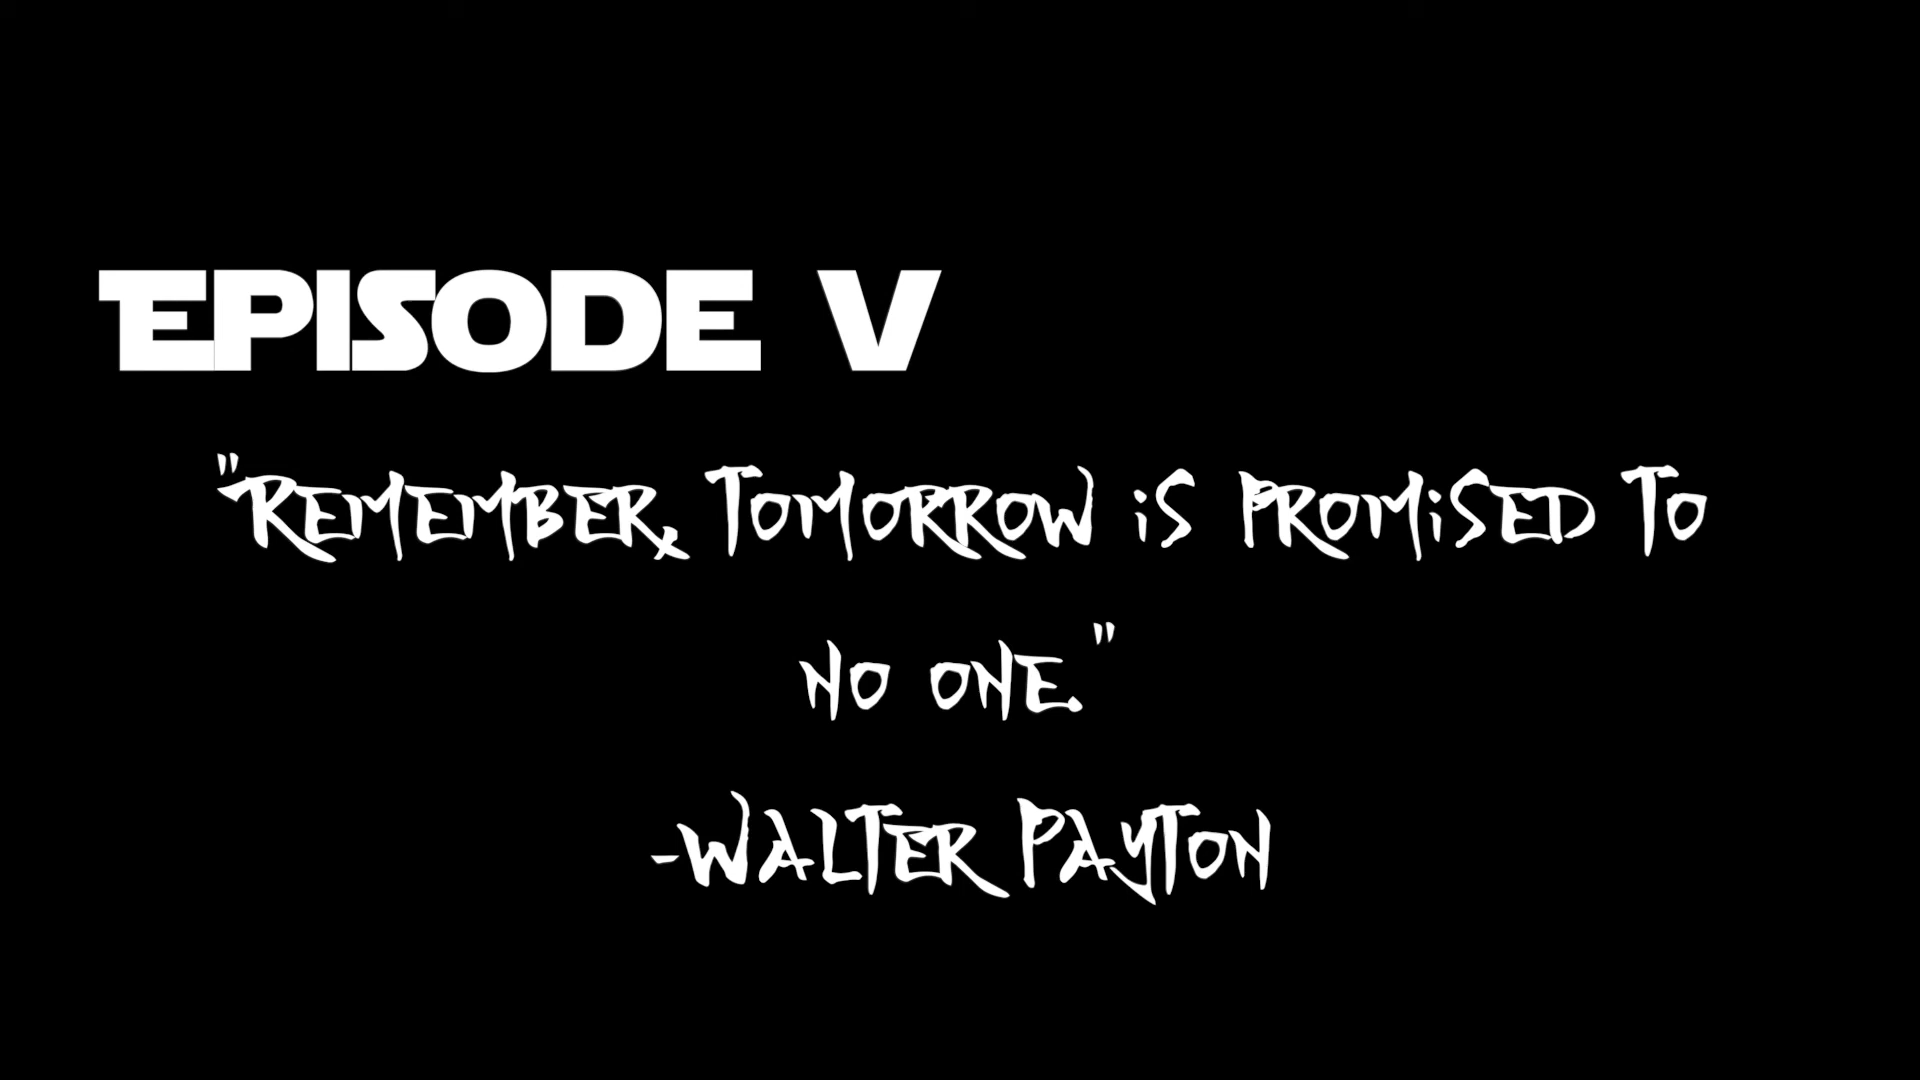 EPISODE V
"REMEMBER, TOMORROW iS PROMiSED TO
NO ONE."
-WALTER PAYTON